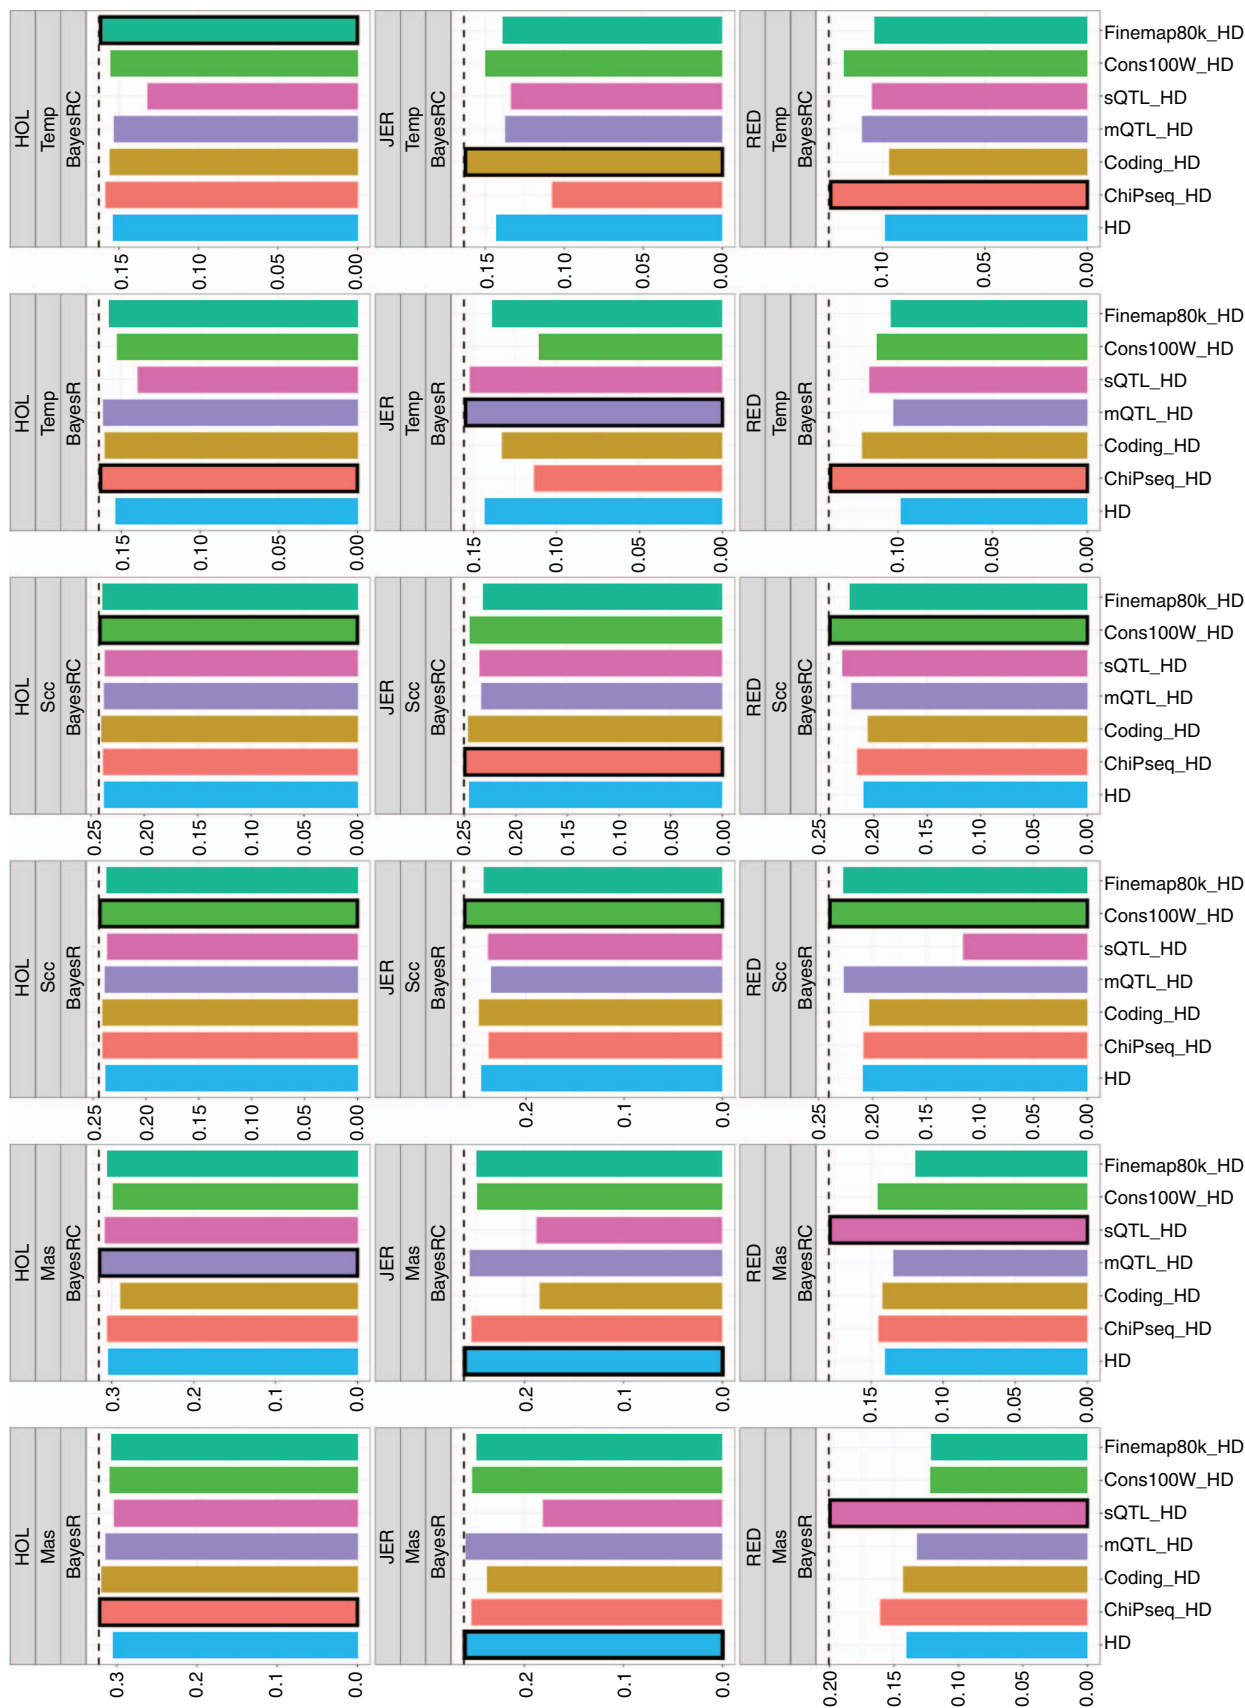 HOL
Temp
BayesRC
0.15 0.10 0.05 0.00
JER
Temp
BayesRC
0.15 0.10 0.05 0.00
RED
Temp
BayesRC
0.10 0.05 0.00
Finemap80k_HD
Cons100W_HD
sQTL_HD
mQTL_HD
Coding_HD
ChiPseq_HD
HD
HOL
Temp
BayesR
0.15 0.10 0.05 0.00
JER
Temp
BayesR
0.15 0.10 0.05 0.00
RED
Temp
BayesR
0.10 0.05 0.00
Finemap80k_HD
Cons100W_HD
sQTL_HD
mQTL_HD
Coding_HD
ChiPseq_HD
HD
HOL
Scc
BayesRC
0.25 0.20 0.15 0.10 0.05 0.00
JER
Scc
BayesRC
0.25 0.20 0.15 0.10 0.05 0.00
RED
Scc
BayesRC
0.25 0.20 0.15 0.10 0.05 0.00
Finemap80k_HD
Cons100W_HD
sQTL_HD
mQTL_HD
Coding_HD
ChiPseq_HD
HD
HOL
Scc
BayesR
0.25 0.20 0.15 0.10 0.05 0.00
JER
Scc
BayesR
0.2 0.1 0.0
RED
Scc
BayesR
0.25 0.20 0.15 0.10 0.05 0.00
Finemap80k_HD
Cons100W_HD
sQTL_HD
mQTL_HD
Coding_HD
ChiPseq_HD
HD
HOL
Mas
BayesRC
0.3 0.2 0.1 0.0
JER
Mas
BayesRC
0.2 0.1 0.0
RED
Mas
BayesRC
0.15 0.10 0.05 0.00
Finemap80k_HD
Cons100W_HD
sQTL_HD
mQTL_HD
Coding_HD
ChiPseq_HD
HD
HOL
Mas
BayesR
0.3 0.2 0.1 0.0
JER
Mas
BayesR
0.2 0.1 0.0
RED
Mas
BayesR
0.20 0.15 0.10 0.05 0.00
Finemap80k_HD
Cons100W_HD
sQTL_HD
mQTL_HD
Coding_HD
ChiPseq_HD
HD